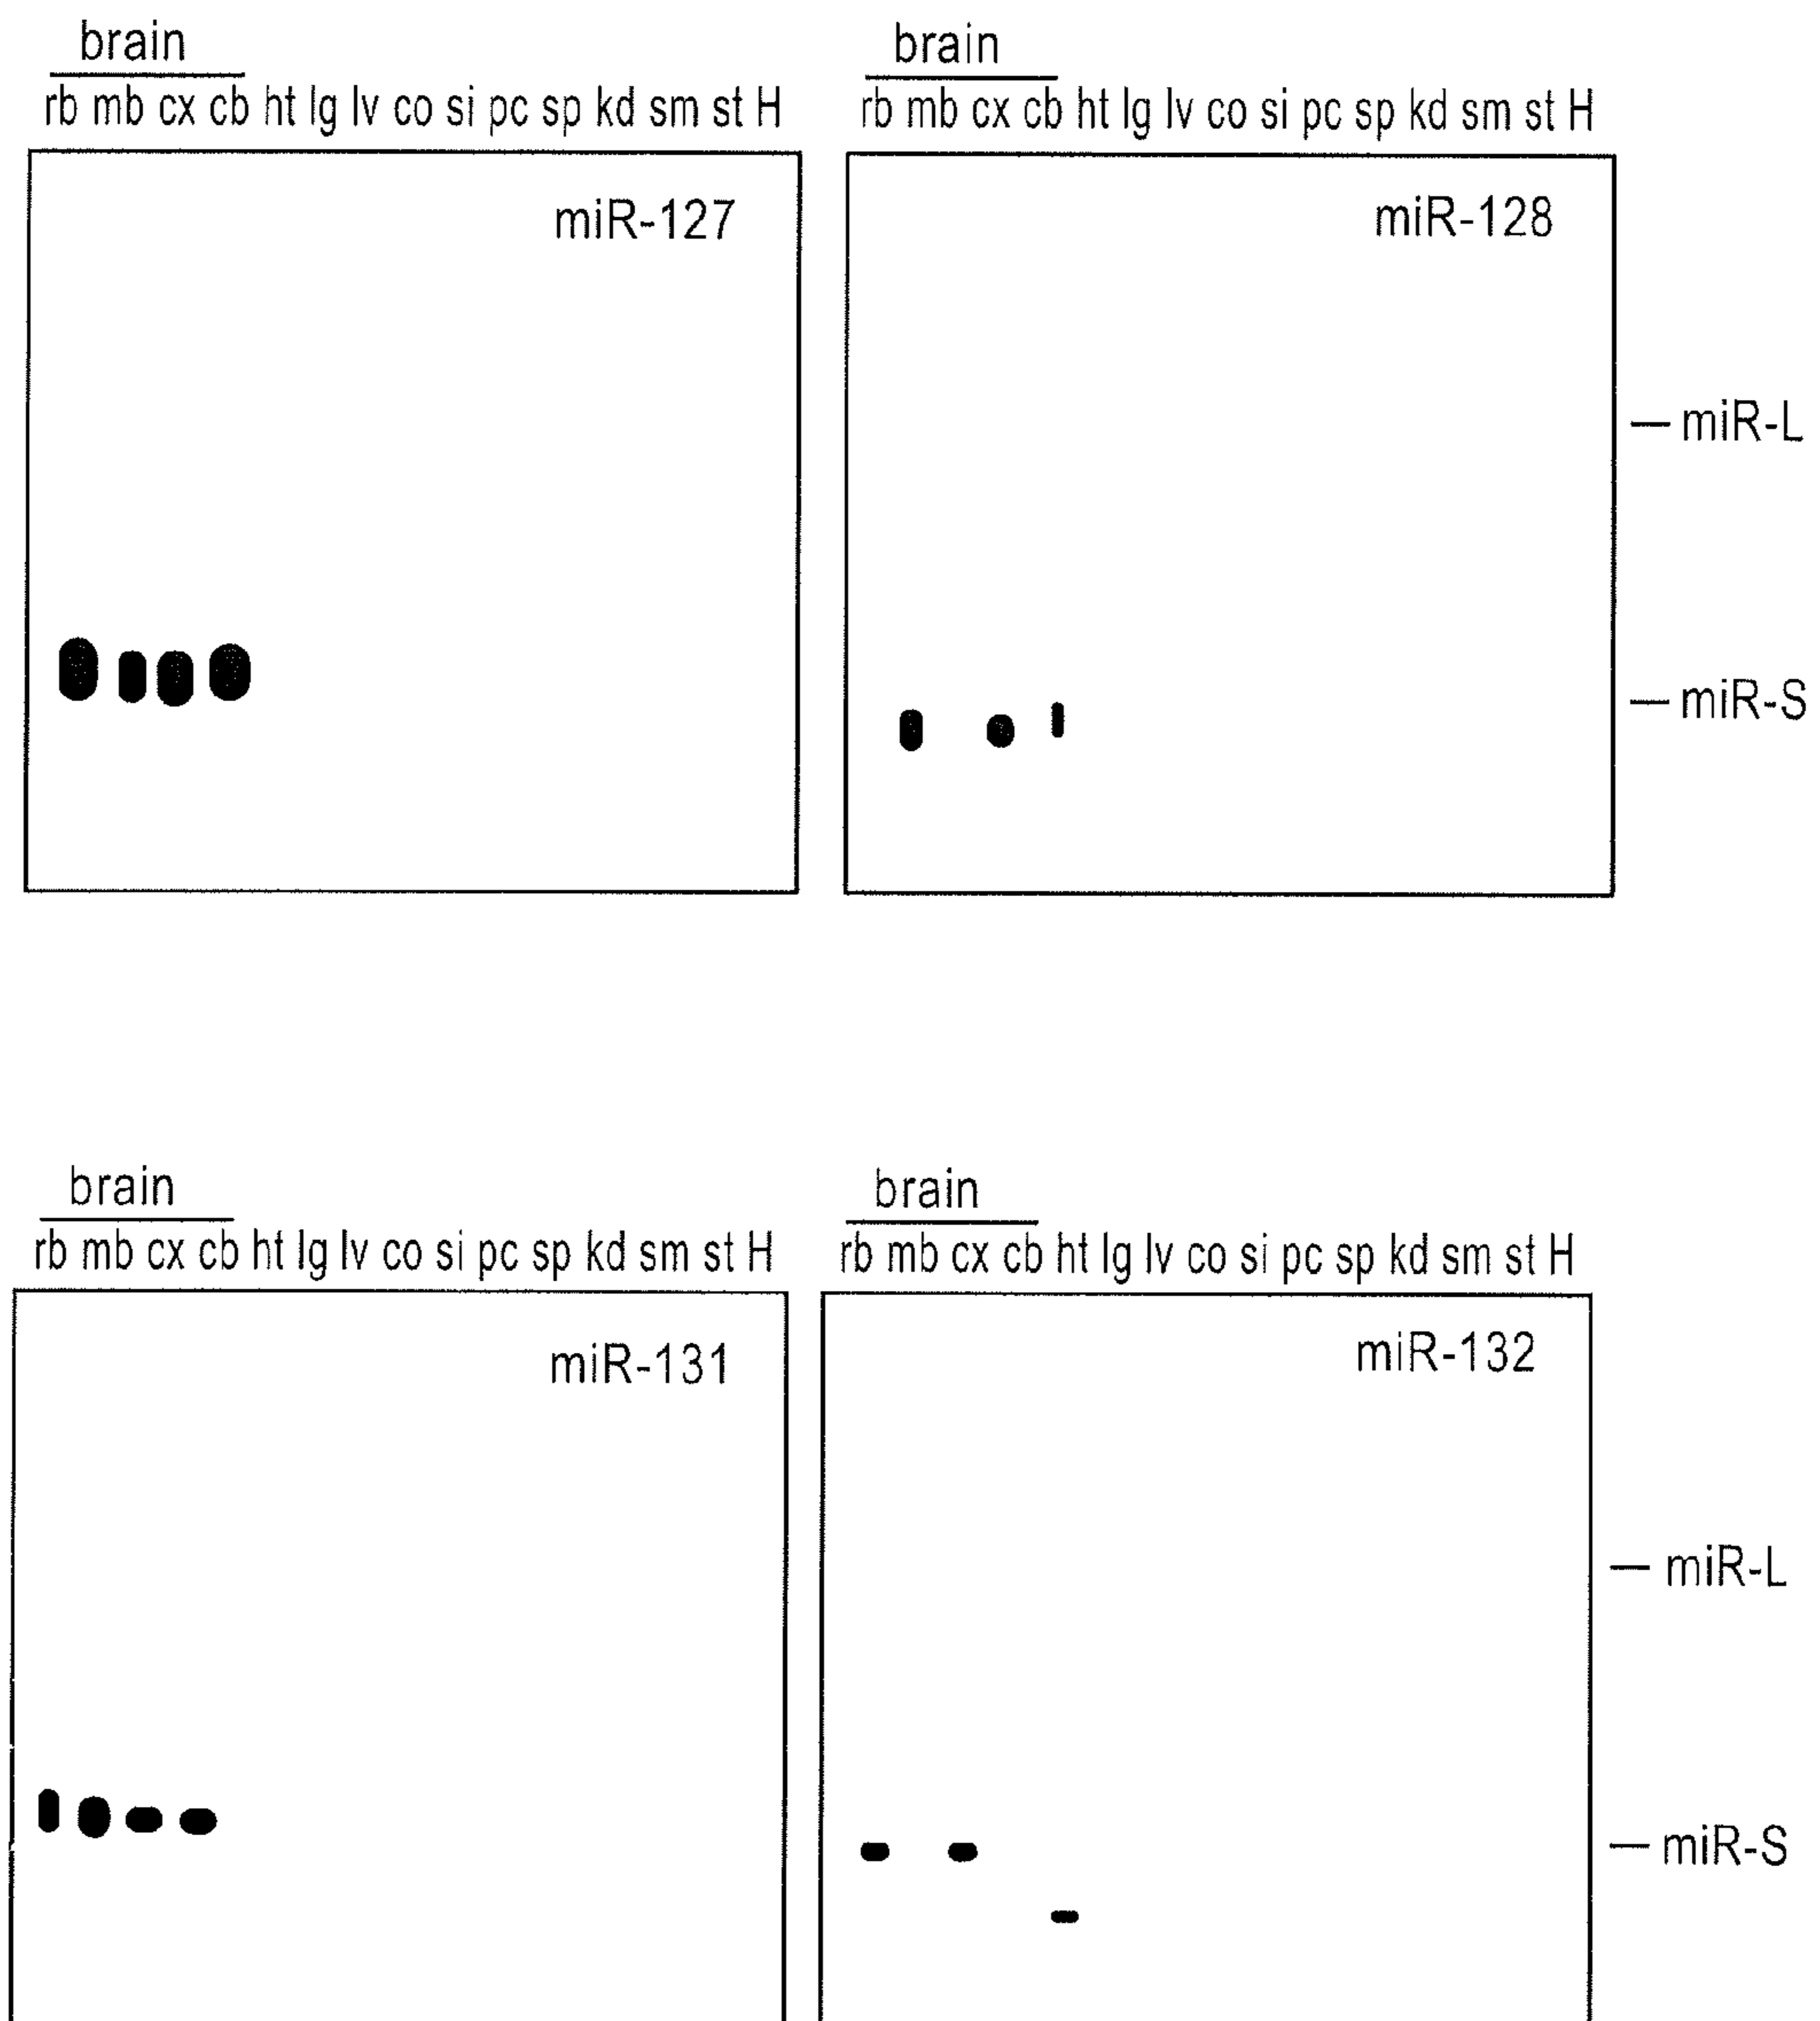 brain brain
rb mb cx cb ht lg lv co si pc sp kd sm st H rb mb cx cb ht lg lv co si pc sp kd sm st H
miR-127 miR-128
miR-L
miR-S
brain brain
rb mb cx cb ht lg lv co si pc sp kd sm st H rb mb cx cb ht lg lv co si pc sp kd sm st H
miR-131 miR-132
miR-L
miR-S